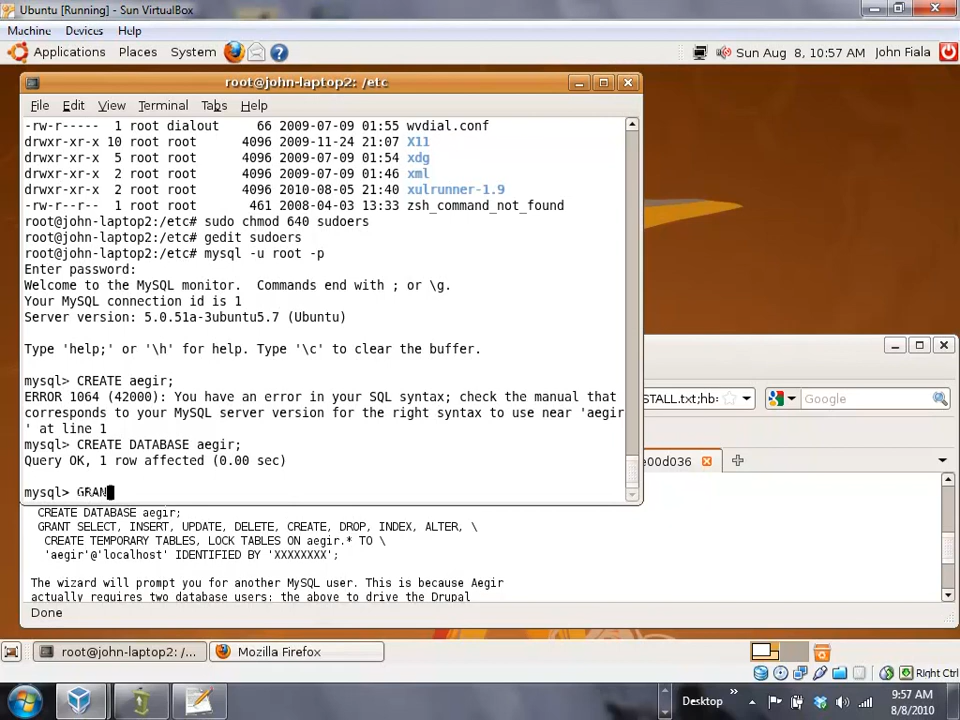 Ubuntu [Running] - Sun VirtualBox
Machine Devices Help
Applications Places System
Sun Aug 8, 10:57 AM John Fiala
root@john-laptop2: /etc
File Edit View Terminal Tabs Help
-rw-r----- 1 root dialout 66 2009-07-09 01:55 wvdial.conf
drwxr-xr-x 10 root root 4096 2009-11-24 21:07 X11
drwxr-xr-x 5 root root 4096 2009-07-09 01:54 xdg
drwxr-xr-x 2 root root 4096 2009-07-09 01:46 xml
drwxr-xr-x 2 root root 4096 2010-08-05 21:40 xulrunner-1.9
-rw-r--r-- 1 root root 461 2008-04-03 13:33 zsh_command_not_found
root@john-laptop2:/etc# sudo chmod 640 sudoers
root@john-laptop2:/etc# gedit sudoers
root@john-laptop2:/etc# mysql -u root -p
Enter password:
Welcome to the MySQL monitor. Commands end with ; or \g.
Your MySQL connection id is 1
Server version: 5.0.51a-3ubuntu5.7 (Ubuntu)
Type 'help;' or '\h' for help. Type '\c' to clear the buffer.
mysql> CREATE aegir;
ERROR 1064 (42000): You have an error in your SQL syntax; check the manual that
corresponds to your MySQL server version for the right syntax to use near 'aegir
' at line 1
mysql> CREATE DATABASE aegir;
Query OK, 1 row affected (0.00 sec)
mysql> GRAN
STALL.txt;hb=
Google
e00d036
CREATE DATABASE aegir;
GRANT SELECT, INSERT, UPDATE, DELETE, CREATE, DROP, INDEX, ALTER, \
CREATE TEMPORARY TABLES, LOCK TABLES ON aegir.* TO \
'aegir'@'localhost' IDENTIFIED BY 'XXXXXXXX';
The wizard will prompt you for another MySQL user. This is because Aegir
actually requires two database users: the above to drive the Drupal
Done
root@john-laptop2: /...
Mozilla Firefox
Right Ctrl
Desktop
9:57 AM
8/8/2010